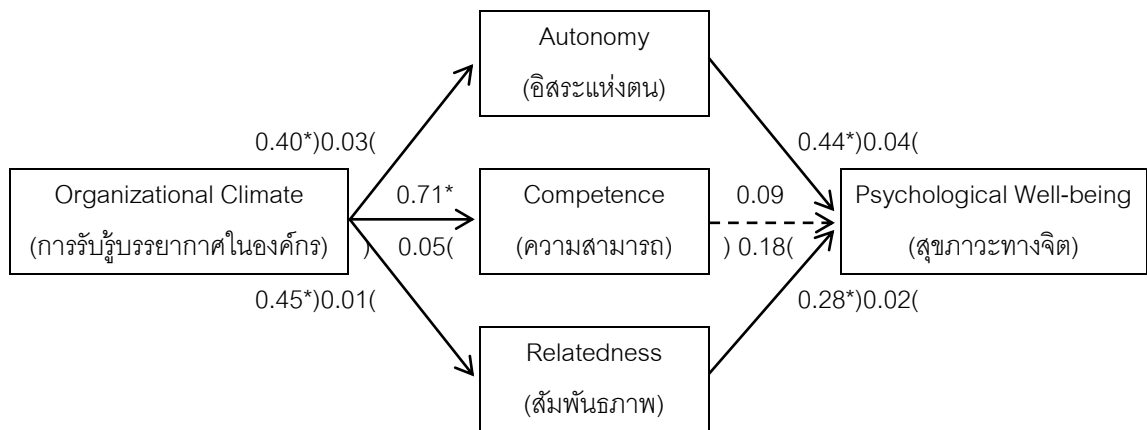 Autonomy
(อิสระแห่งตน)
0.40*)0.03(
0.44*)0.04(
Organizational Climate
(การรับรู้บรรยากาศในองค์กร)
0.71*
) 0.05(
Competence
(ความสามารถ)
0.09
) 0.18(
Psychological Well-being
(สุขภาวะทางจิต)
0.45*)0.01(
0.28*)0.02(
Relatedness
(สัมพันธภาพ)